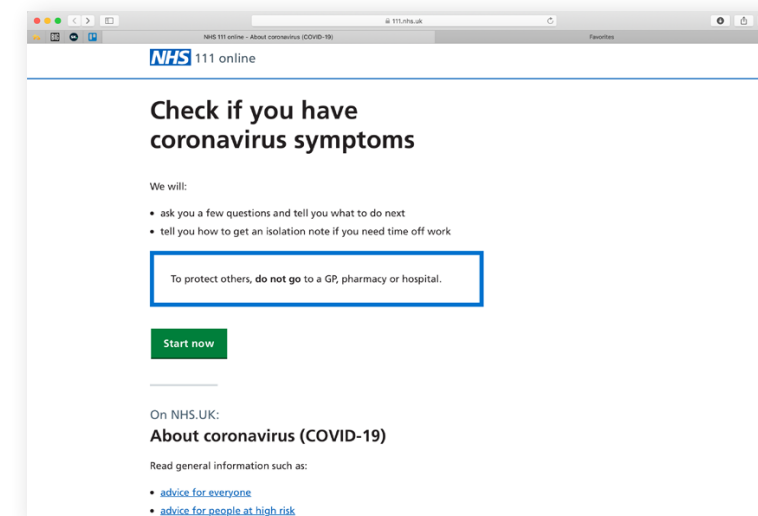 111.nhs.uk
NHS 111 online - About coronavirus (COVID-19)
Favorites
NHS 111 online
Check if you have
coronavirus symptoms
We will:
• ask you a few questions and tell you what to do next
• tell you how to get an isolation note if you need time off work
To protect others, do not go to a GP, pharmacy or hospital.
Start now
On NHS.UK:
About coronavirus (COVID-19)
Read general information such as:
• advice for everyone
• advice for people at high risk